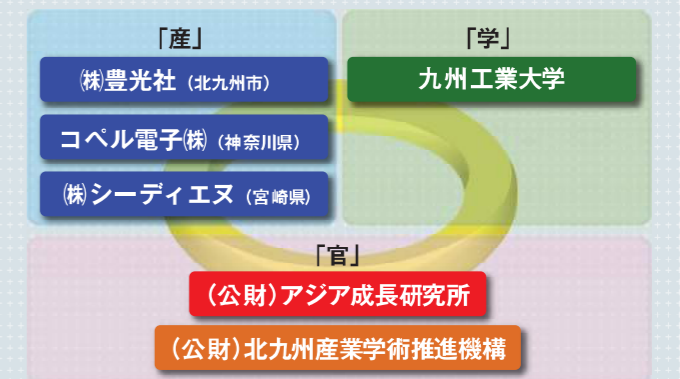 「産」
㈱豊光社（北九州市）
コペル電子㈱（神奈川県）
㈱シーディエヌ（宮崎県）
「学」
九州工業大学
「官」
（公財）アジア成長研究所
（公財）北九州産業学術推進機構